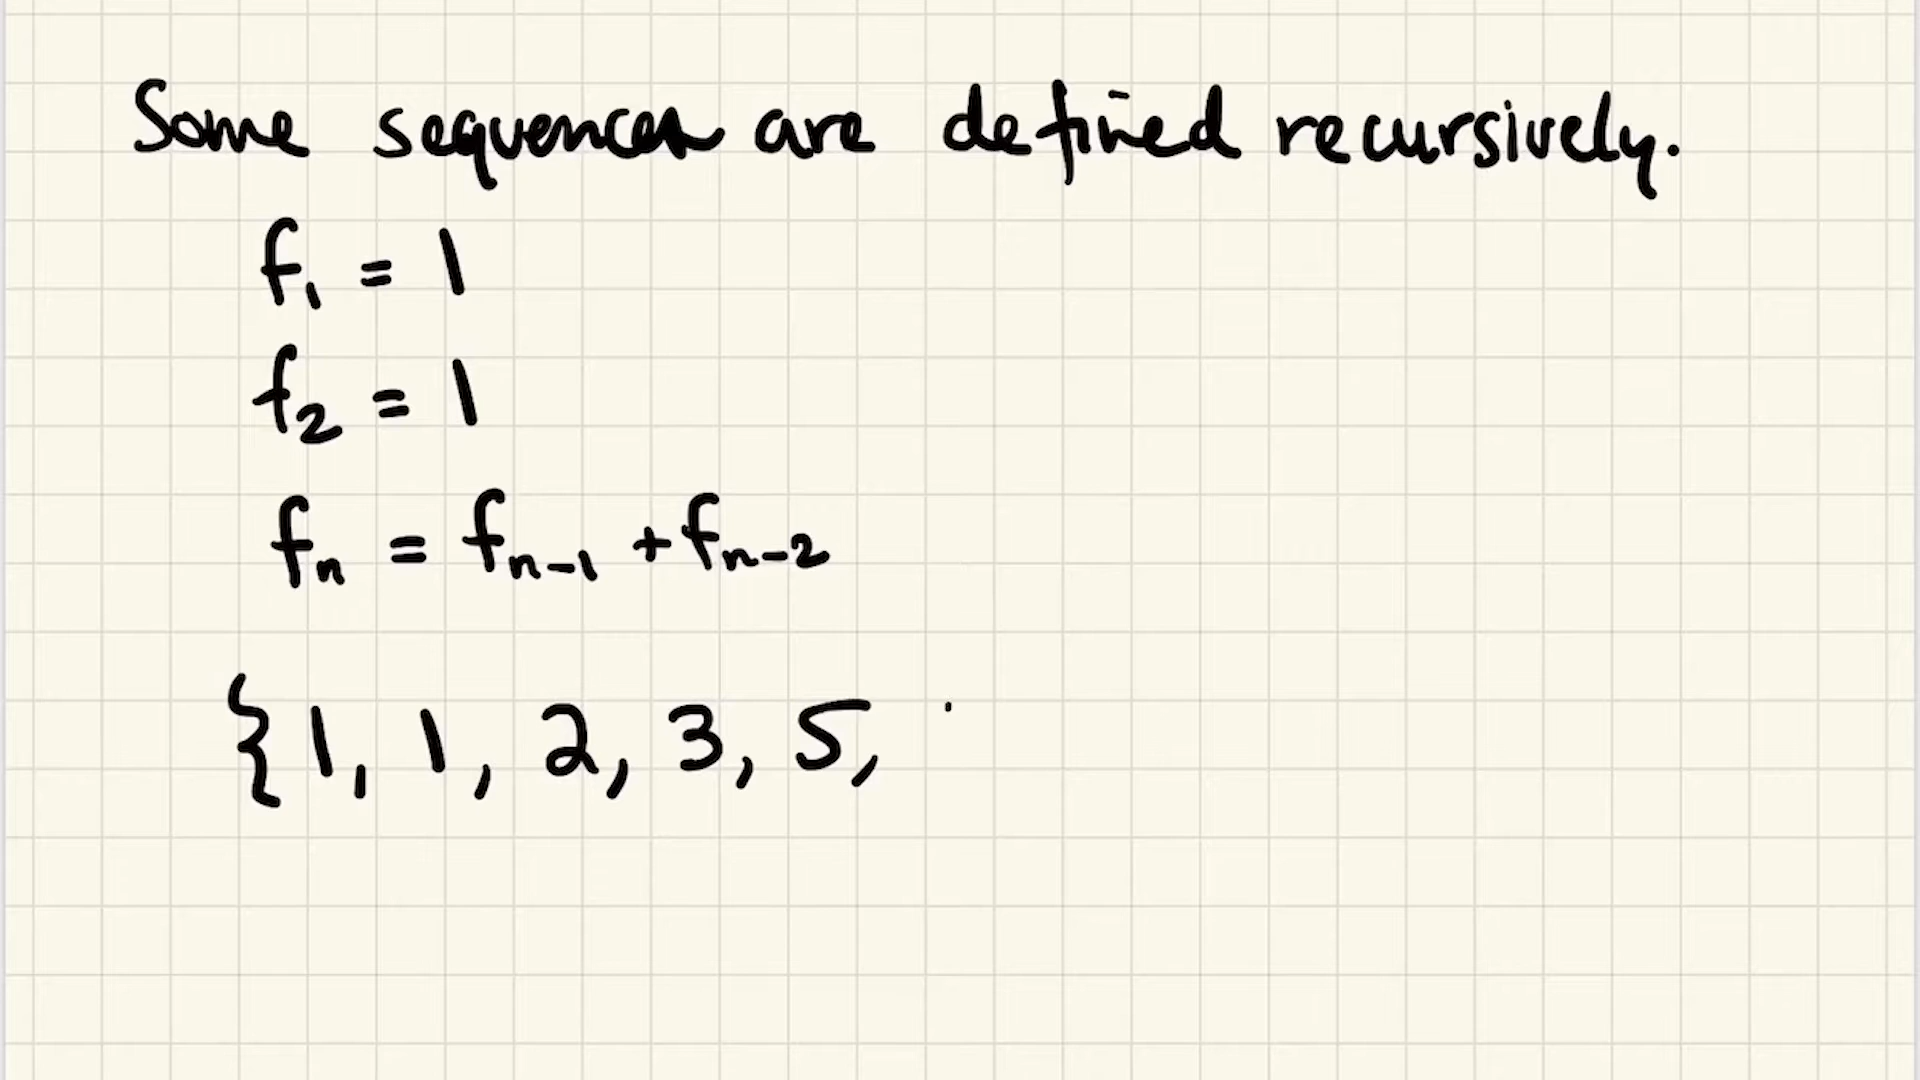 Some sequences are defined recursively.
f₁ = 1
f₂ = 1
fₙ = fₙ₋₁ + fₙ₋₂
{1, 1, 2, 3, 5,